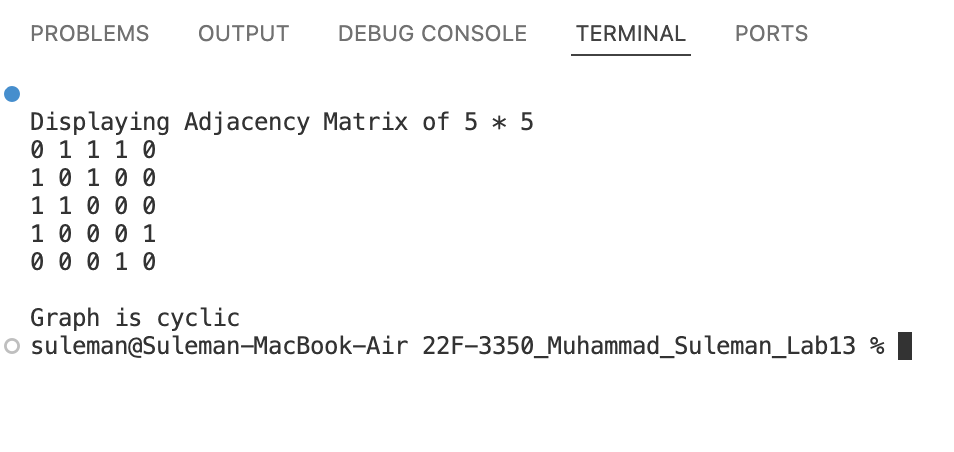 PROBLEMS OUTPUT DEBUG CONSOLE TERMINAL PORTS
Displaying Adjacency Matrix of 5 * 5
0 1 1 1 0
1 0 1 0 0
1 1 0 0 0
1 0 0 0 1
0 0 0 1 0
Graph is cyclic
suleman@Suleman-MacBook-Air 22F-3350_Muhammad_Suleman_Lab13 %